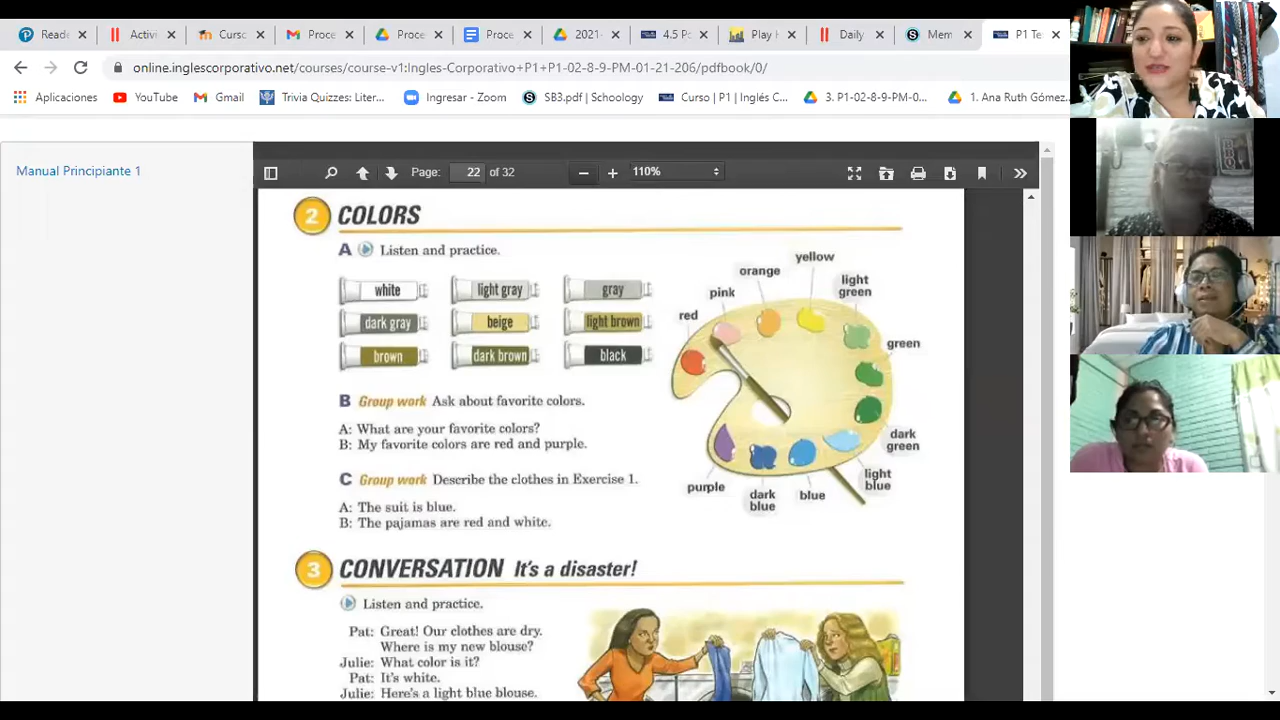 Reade
Activi
Curso
Proce
Proce
Proce
2021-
4.5 Po
Play H
Daily
Mem
P1 Te
online.inglescorporativo.net/courses/course-v1:Ingles-Corporativo+P1+P1-02-8-9-PM-01-21-206/pdfbook/0/
Aplicaciones
YouTube
Gmail
Trivia Quizzes: Liter...
Ingresar - Zoom
SB3.pdf | Schoology
Curso | P1 | Inglés C...
3. P1-02-8-9-PM-0...
1. Ana Ruth Gómez
Manual Principiante 1
Page: 22 of 32
110%
2 COLORS
A Listen and practice.
white
light gray
gray
dark gray
beige
light brown
brown
dark brown
black
B Group work Ask about favorite colors.
A: What are your favorite colors?
B: My favorite colors are red and purple.
C Group work Describe the clothes in Exercise 1.
A: The suit is blue.
B: The pajamas are red and white.
red
pink
orange
yellow
light
green
green
dark
green
light
blue
blue
dark
blue
purple
3 CONVERSATION It's a disaster!
Listen and practice.
Pat: Great! Our clothes are dry.
Where is my new blouse?
Julie: What color is it?
Pat: It's white.
Julie: Here's a light blue blouse.